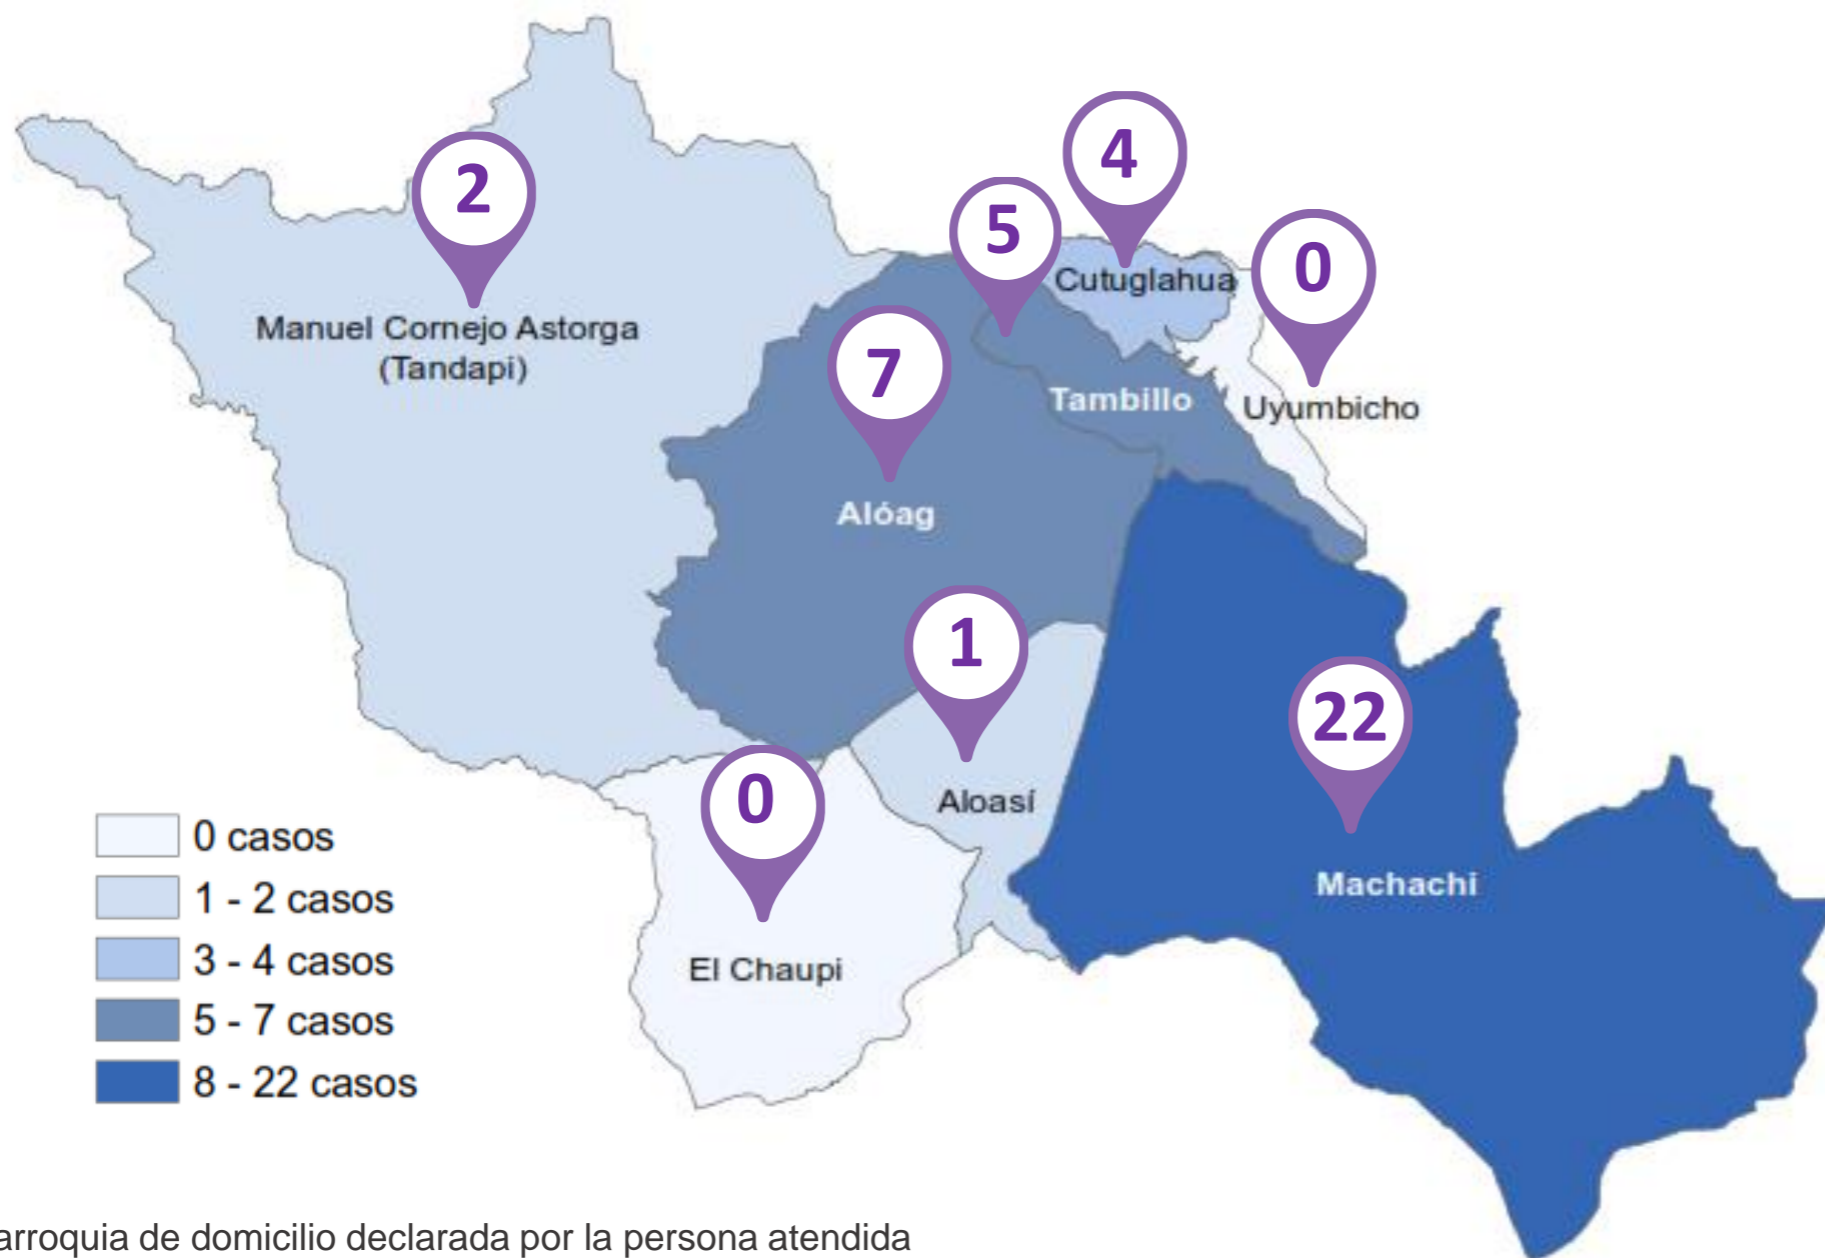 4
2
5
0
Cutuglahua
Manuel Cornejo Astorga
(Tandapi)
7
Tambillo
Uyumbicho
Alóag
1
22
0
Aloasí
Machachi
El Chaupi
0 casos
1 - 2 casos
3 - 4 casos
5 - 7 casos
8 - 22 casos
arroquia de domicilio declarada por la persona atendida